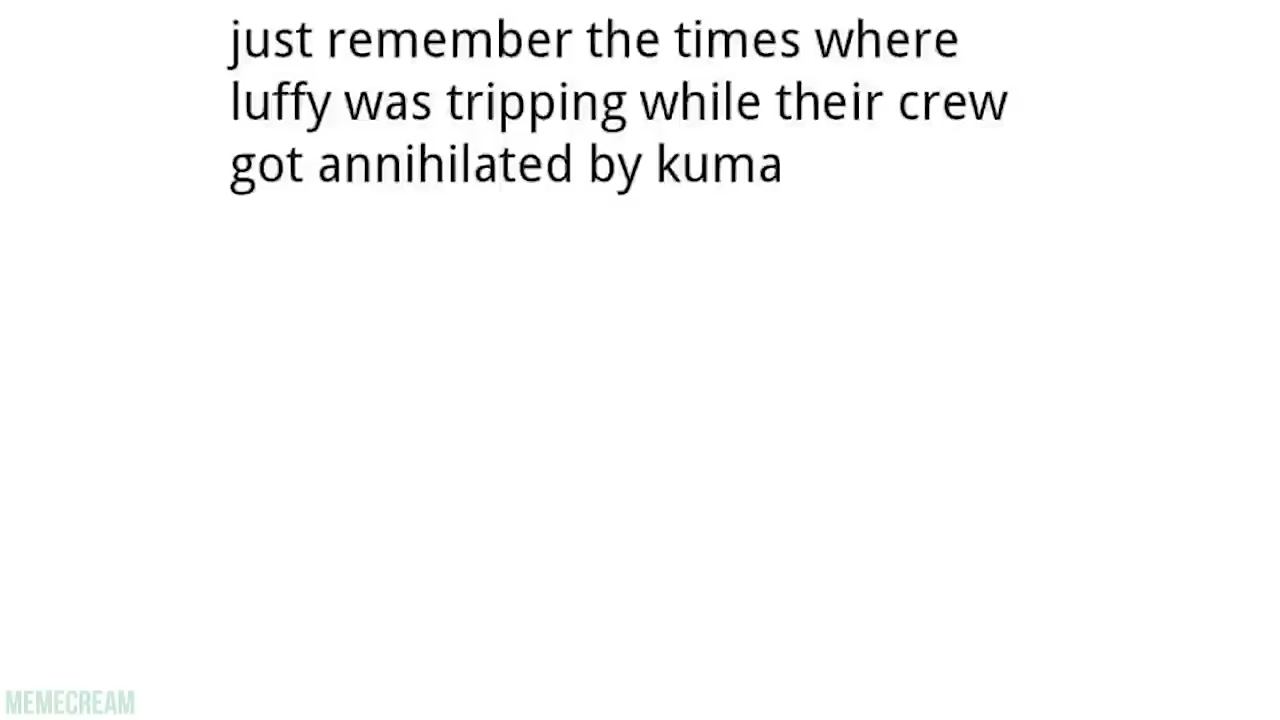 just remember the times where
luffy was tripping while their crew
got annihilated by kuma
MEMECREAM